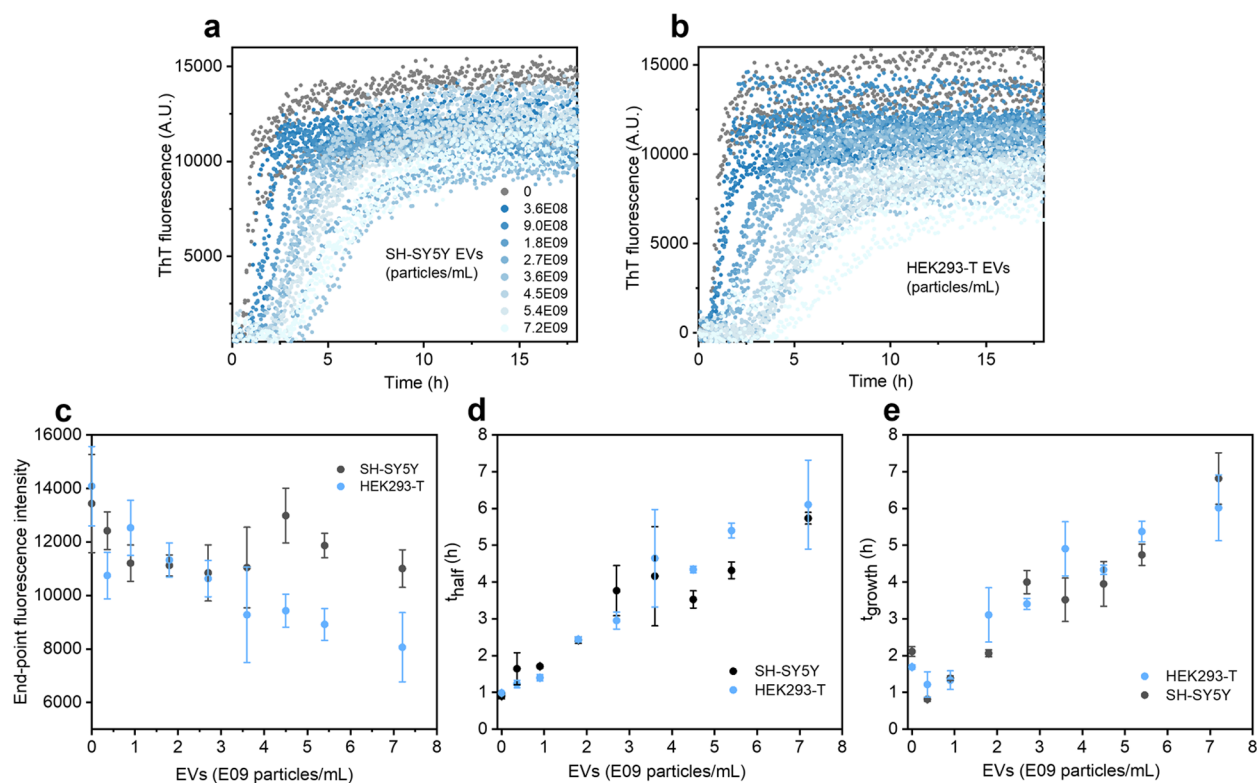 a
15000
10000
5000
ThT fluorescence (A.U.)
0
5
10
15
Time (h)
SH-SY5Y EVs
(particles/mL)
0
3.6E08
9.0E08
1.8E09
2.7E09
3.6E09
4.5E09
5.4E09
7.2E09
b
15000
10000
5000
0
ThT fluorescence (A.U.)
0
5
10
15
Time (h)
HEK293-T EVs
(particles/mL)
c
16000
14000
12000
10000
8000
6000
End-point fluorescence intensity
SH-SY5Y
HEK293-T
0 1 2 3 4 5 6 7 8
EVs (E09 particles/mL)
d
8
7
6
5
4
3
2
1
0
thalf (h)
SH-SY5Y
HEK293-T
0 1 2 3 4 5 6 7 8
EVs (E09 particles/mL)
e
8
7
6
5
4
3
2
1
0
tgrowth (h)
HEK293-T
SH-SY5Y
0 1 2 3 4 5 6 7 8
EVs (E09 particles/mL)